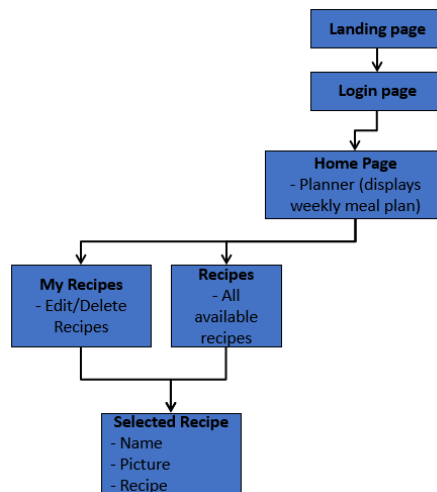 Landing page
Login page
Home Page
- Planner (displays
weekly meal plan)
My Recipes
- Edit/Delete
Recipes
Recipes
- All
available
recipes
Selected Recipe
- Name
- Picture
- Recipe